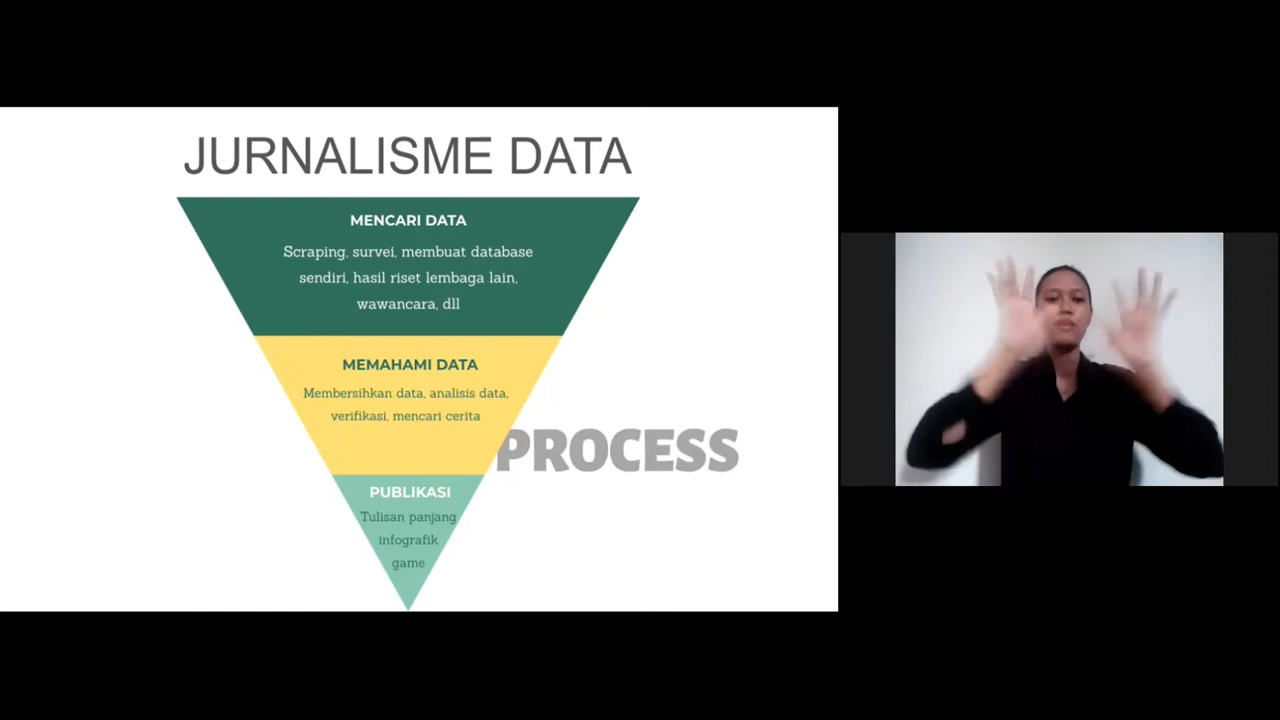 JURNALISME DATA
MENCARI DATA
Scraping, survei, membuat database
sendiri, hasil riset lembaga lain,
wawancara, dll
MEMAHAMI DATA
Membersihkan data, analisis data,
verifikasi, mencari cerita
PROCESS
PUBLIKASI
Tulisan panjang
infografik
game